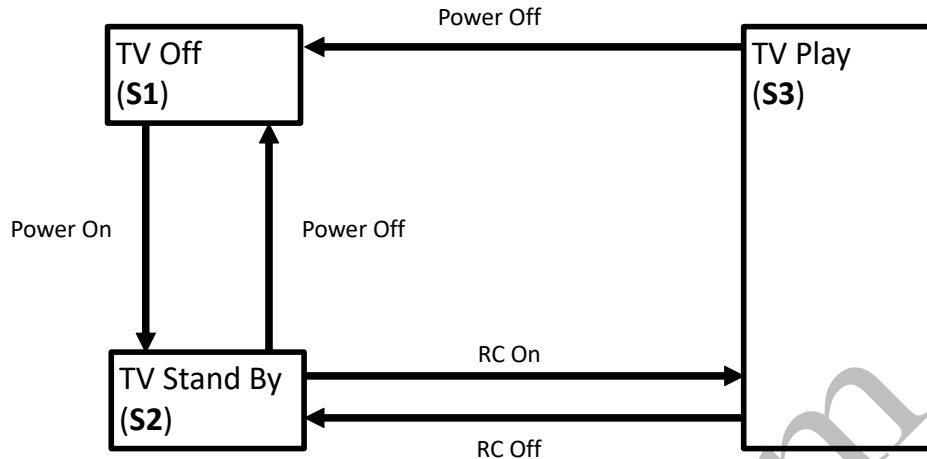 Power Off
TV Off
(S1)
TV Play
(S3)
Power On
Power Off
TV Stand By
(S2)
RC On
RC Off
m